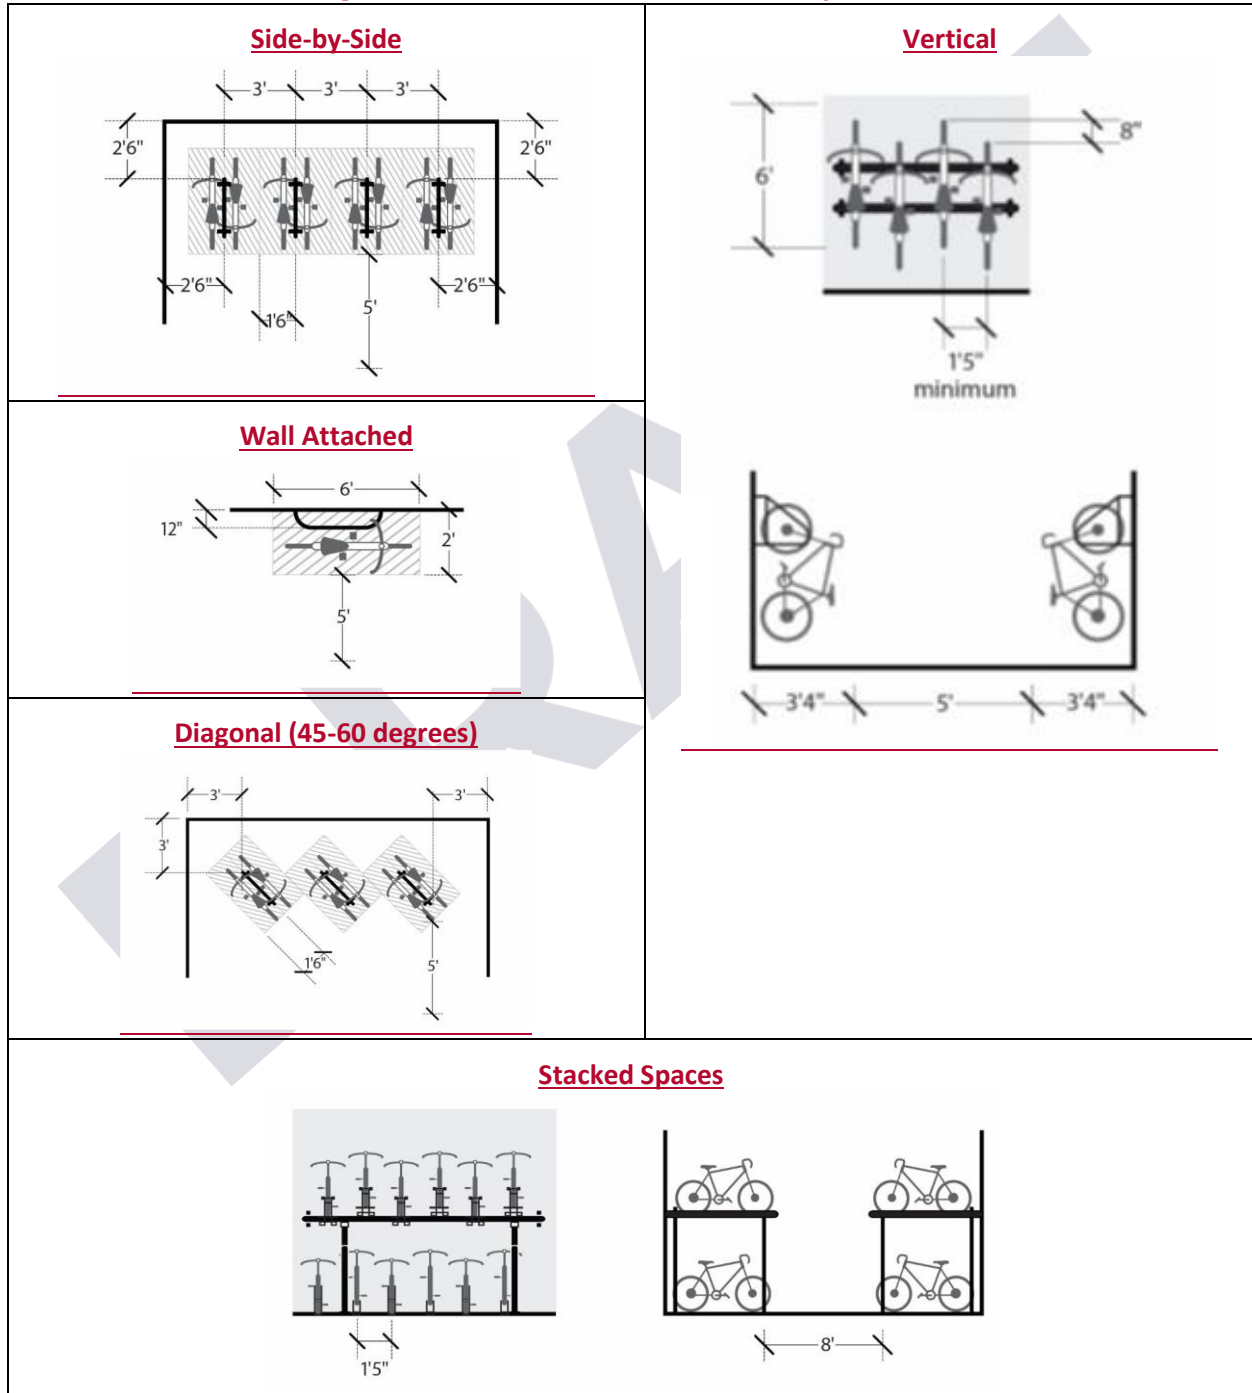 Side-by-Side
3' 3' 3'
2'6" 2'6"
2'6" 2'6"
1'6" 5'
Vertical
8"
6'
1'5"
minimum
3'4" 5' 3'4"
Wall Attached
6'
12" 2'
5'
Diagonal (45-60 degrees)
3' 3'
3'
1'6" 5'
Stacked Spaces
1'5" 8'